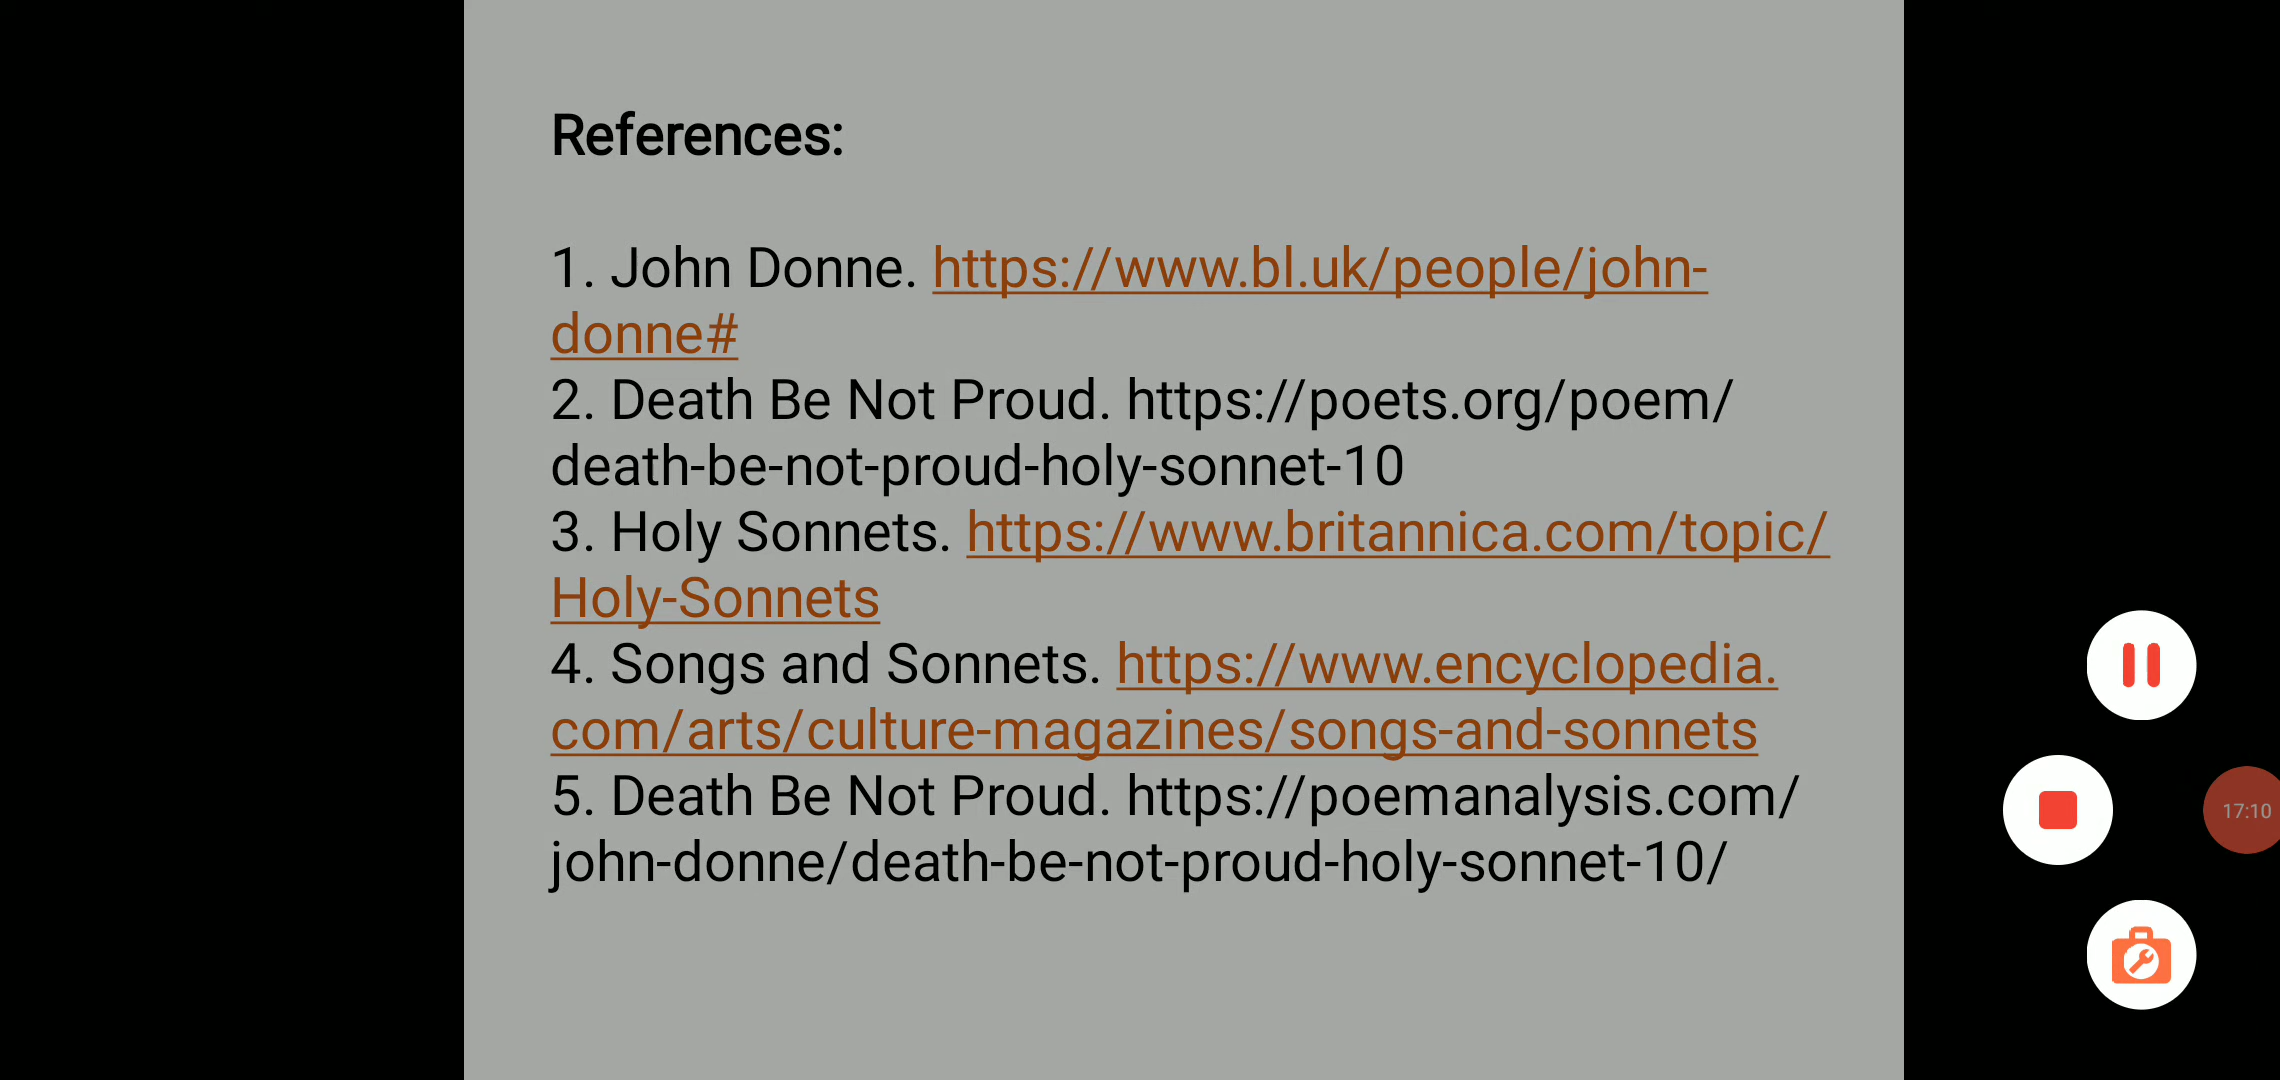 References:
1. John Donne. https://www.bl.uk/people/john-
donne#
2. Death Be Not Proud. https://poets.org/poem/
death-be-not-proud-holy-sonnet-10
3. Holy Sonnets. https://www.britannica.com/topic/
Holy-Sonnets
4. Songs and Sonnets. https://www.encyclopedia.
com/arts/culture-magazines/songs-and-sonnets
5. Death Be Not Proud. https://poemanalysis.com/
john-donne/death-be-not-proud-holy-sonnet-10/
17:10